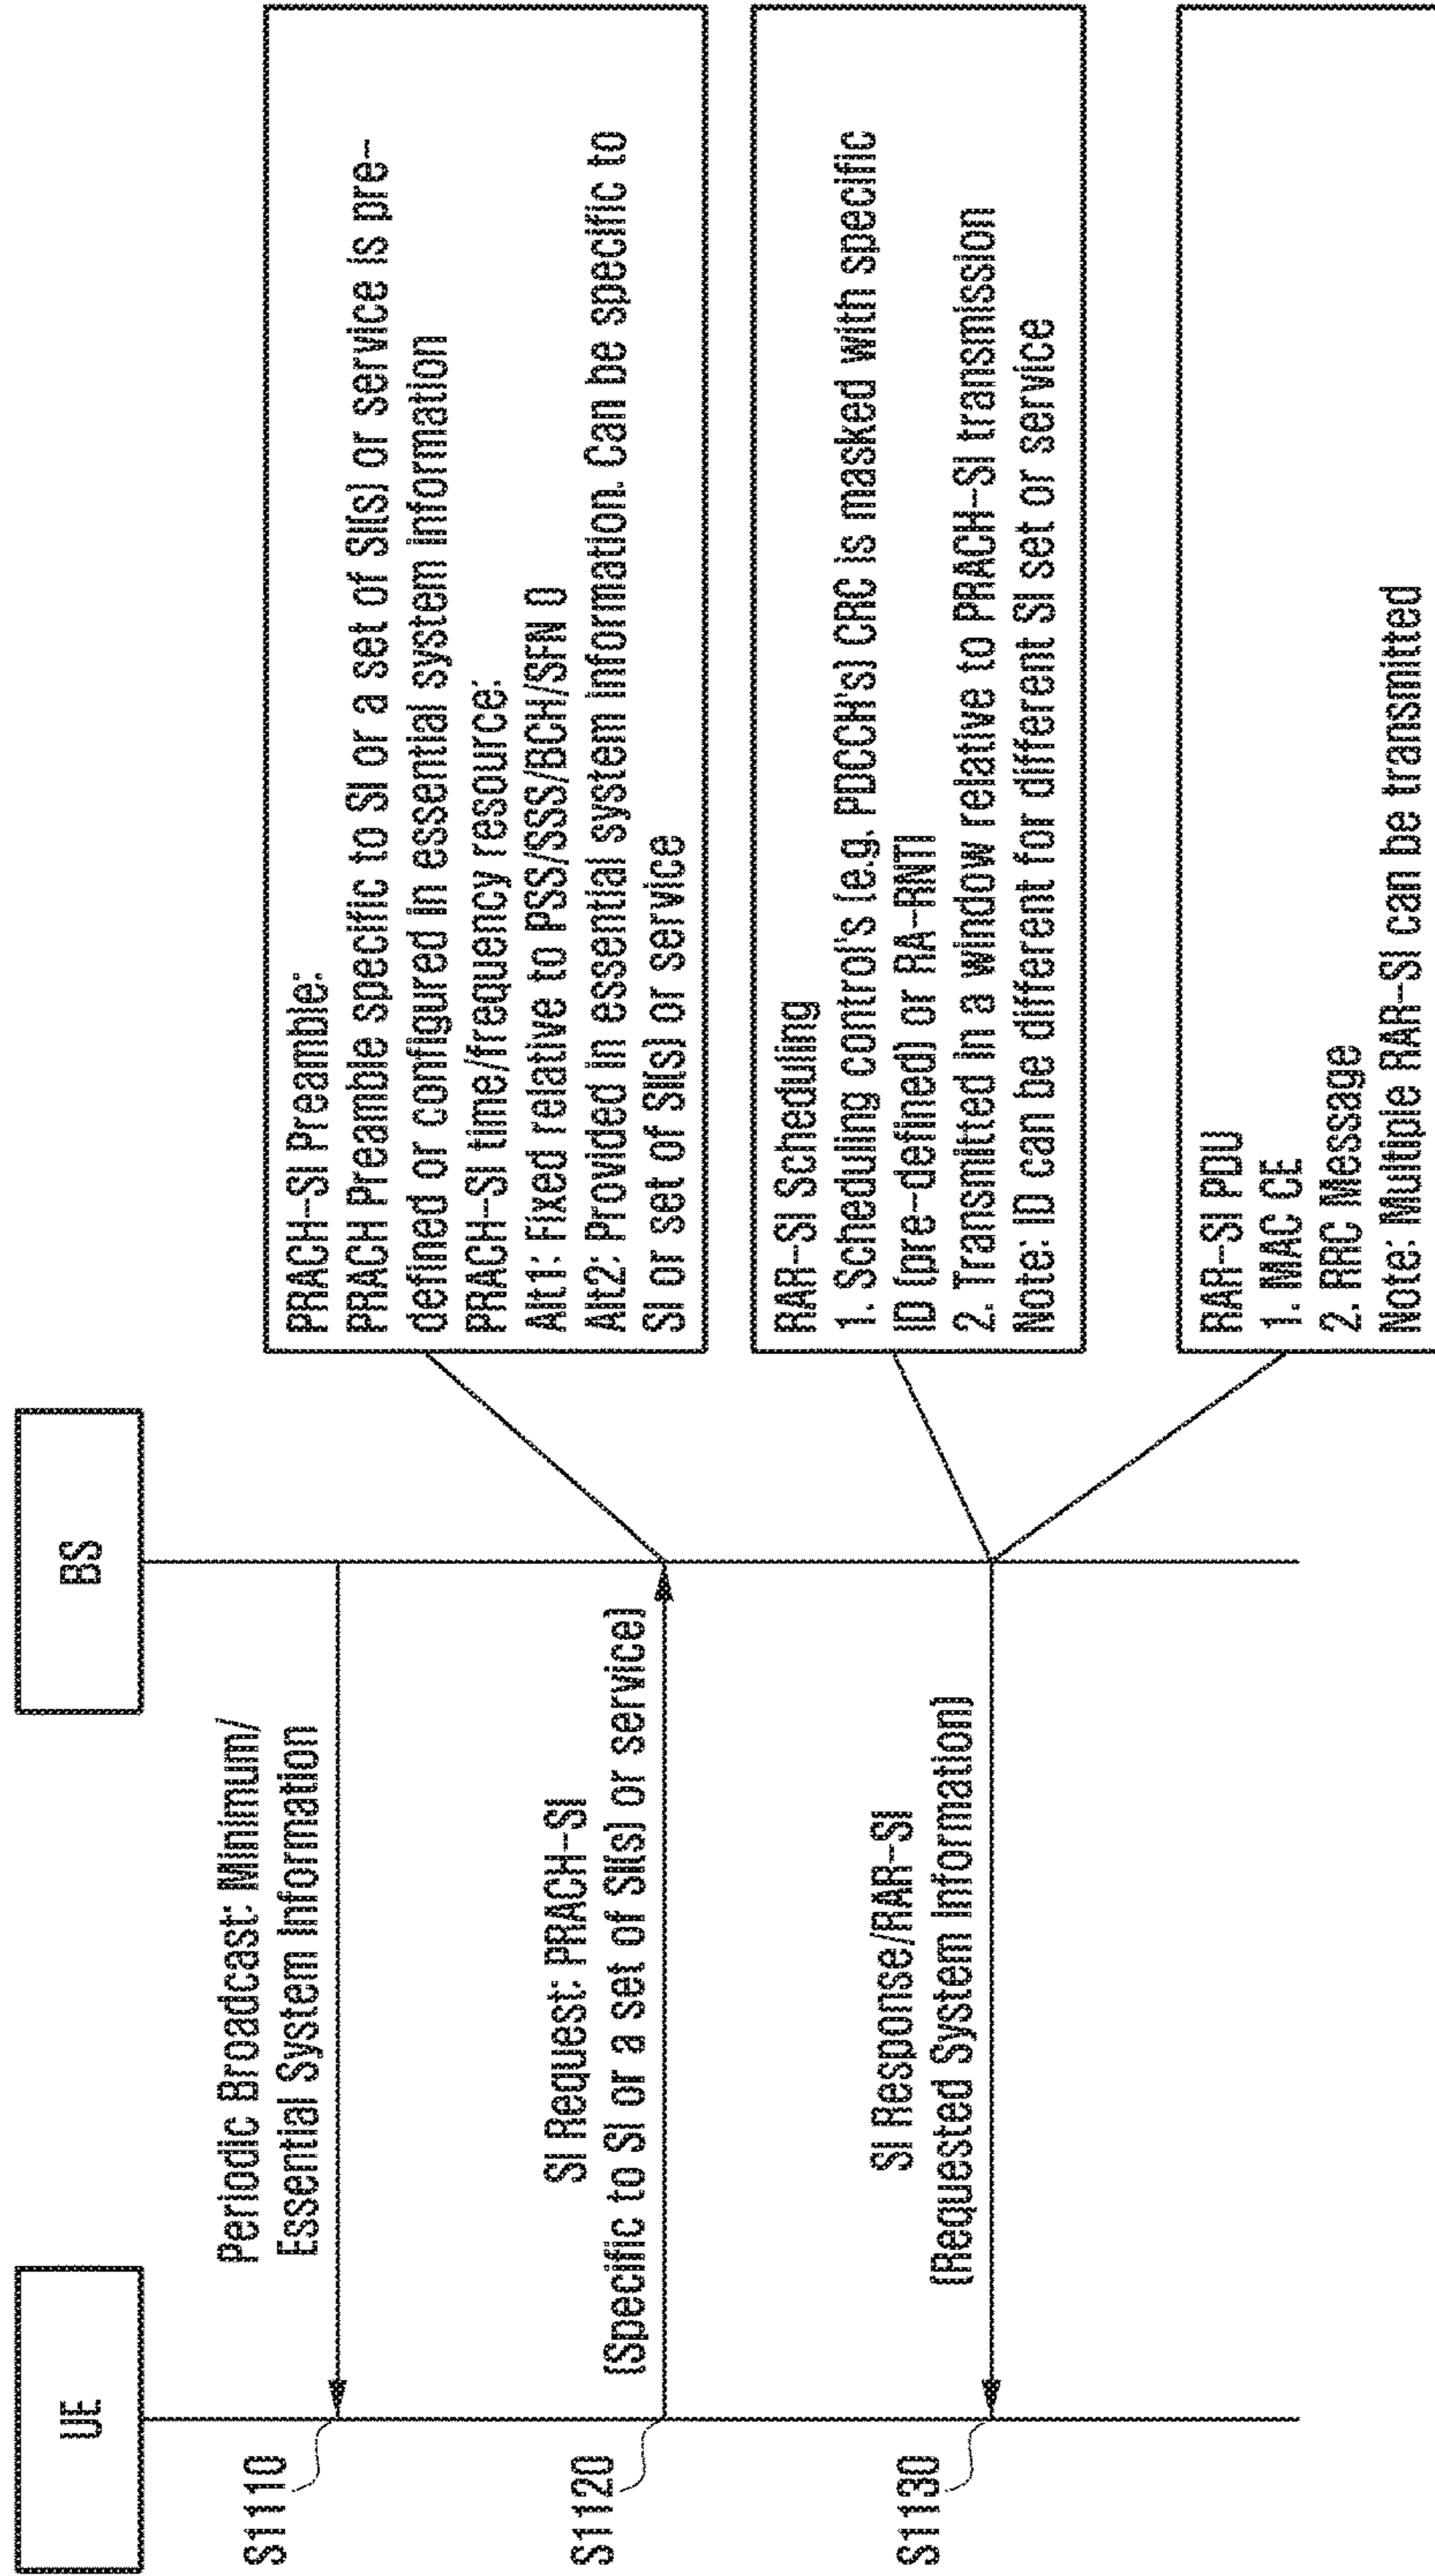 UE
BS
S1110
Periodic Broadcast: Minimum/
Essential System Information
S1120
SI Request: PRACH-SI
(Specific to SI or a set of SI(s) or service)
PRACH-SI Preamble:
PRACH Preamble specific to SI or a set of SI(s) or service is pre-
defined or configured in essential system information
PRACH-SI time/frequency resource:
Alt1: Fixed relative to PSS/SSS/BCH/SFN 0
Alt2: Provided in essential system information. Can be specific to
SI or set of SI(s) or service
S1130
SI Response/RAR-SI
(Requested System Information)
RAR-SI Scheduling
1. Scheduling control's (e.g. PDCCH's) CRC is masked with specific
ID (pre-defined) or RA-RNTI
2. Transmitted in a window relative to PRACH-SI transmission
Note: ID can be different for different SI set or service
RAR-SI PDU
1. MAC CE
2. RRC Message
Note: Multiple RAR-SI can be transmitted